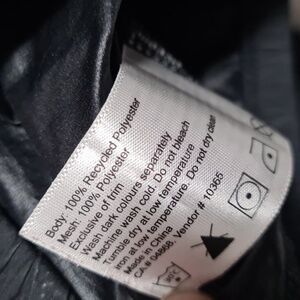 Body: 100% Recycled Polyester
Mesh: 100% Polyester
Exclusive of trim
Wash dark colours separately
Machine wash cold. Do not bleach
Tumble dry at low temperature
Iron at low temperature. Do not dry clean
Made in China
CA# 04868, Vendor # 10365